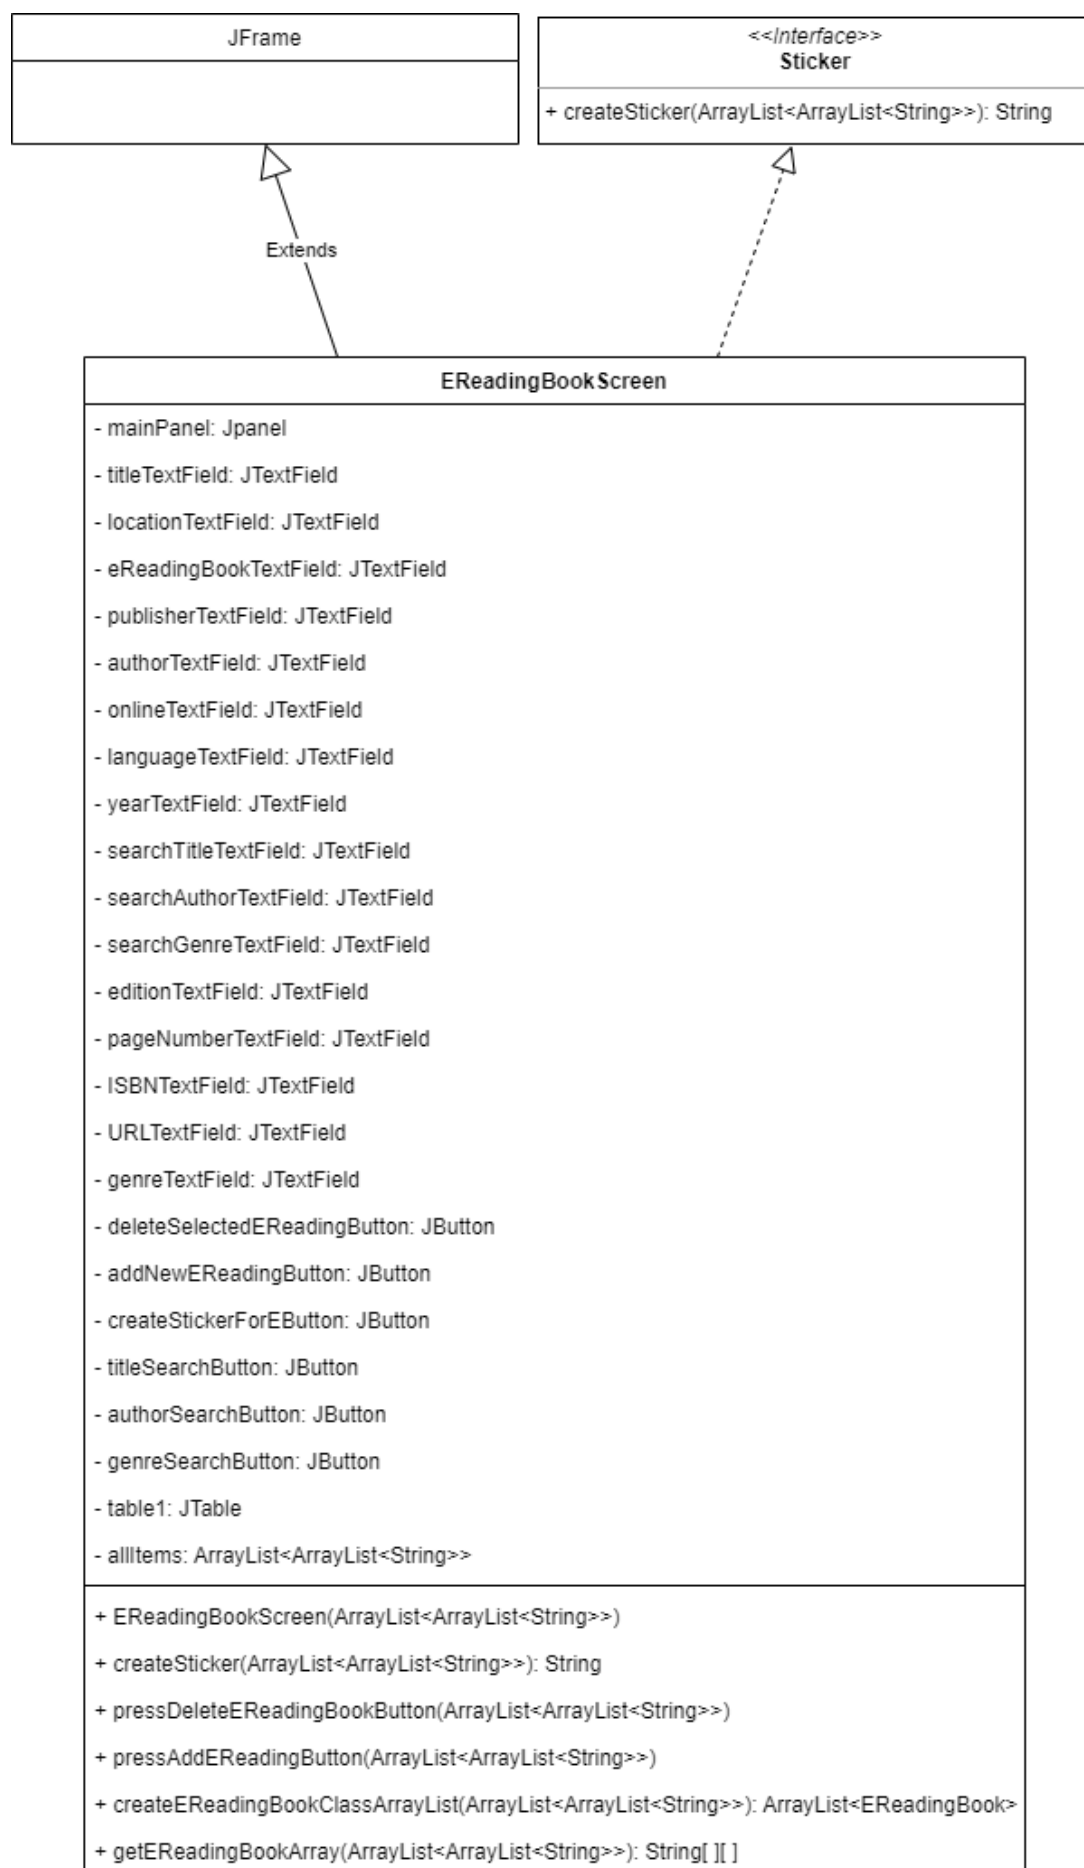 JFrame
<<Interface>>
Sticker
+ createSticker(ArrayList<ArrayList<String>>): String
Extends
EReadingBookScreen
- mainPanel: Jpanel
- titleTextField: JTextField
- locationTextField: JTextField
- eReadingBookTextField: JTextField
- publisherTextField: JTextField
- authorTextField: JTextField
- onlineTextField: JTextField
- languageTextField: JTextField
- yearTextField: JTextField
- searchTitleTextField: JTextField
- searchAuthorTextField: JTextField
- searchGenreTextField: JTextField
- editionTextField: JTextField
- pageNumberTextField: JTextField
- ISBNTextField: JTextField
- URLTextField: JTextField
- genreTextField: JTextField
- deleteSelectedEReadingButton: JButton
- addNewEReadingButton: JButton
- createStickerForEButton: JButton
- titleSearchButton: JButton
- authorSearchButton: JButton
- genreSearchButton: JButton
- table1: JTable
- allItems: ArrayList<ArrayList<String>>
+ EReadingBookScreen(ArrayList<ArrayList<String>>)
+ createSticker(ArrayList<ArrayList<String>>): String
+ pressDeleteEReadingBookButton(ArrayList<ArrayList<String>>)
+ pressAddEReadingButton(ArrayList<ArrayList<String>>)
+ createEReadingBookClassArrayList(ArrayList<ArrayList<String>>): ArrayList<EReadingBook>
+ getEReadingBookArray(ArrayList<ArrayList<String>>): String[ ][ ]